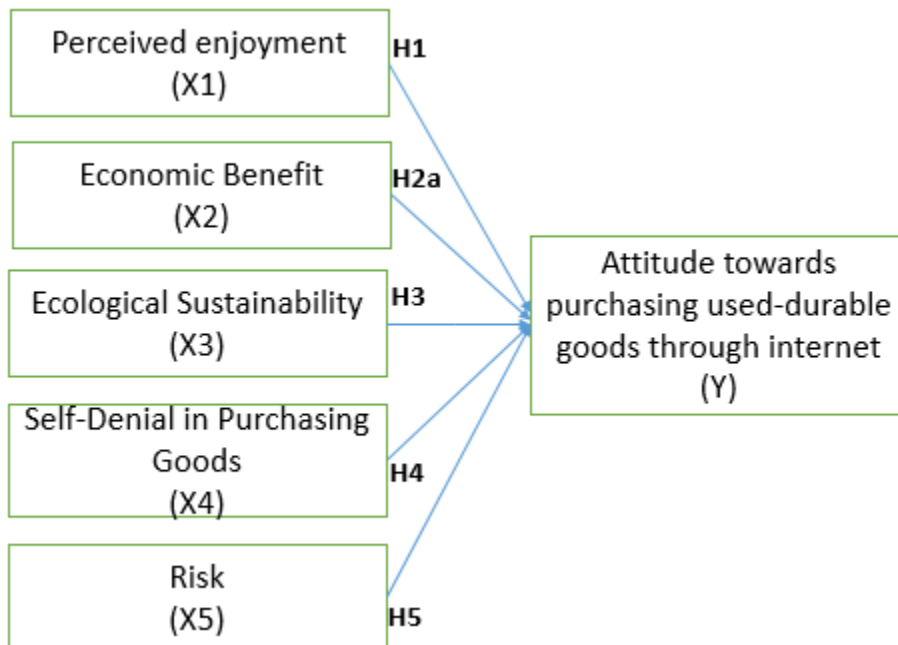 Perceived enjoyment
(X1)
H1
Economic Benefit
(X2)
H2a
Ecological Sustainability
(X3)
H3
Self-Denial in Purchasing
Goods
(X4)
H4
Risk
(X5)
H5
Attitude towards
purchasing used-durable
goods through internet
(Y)